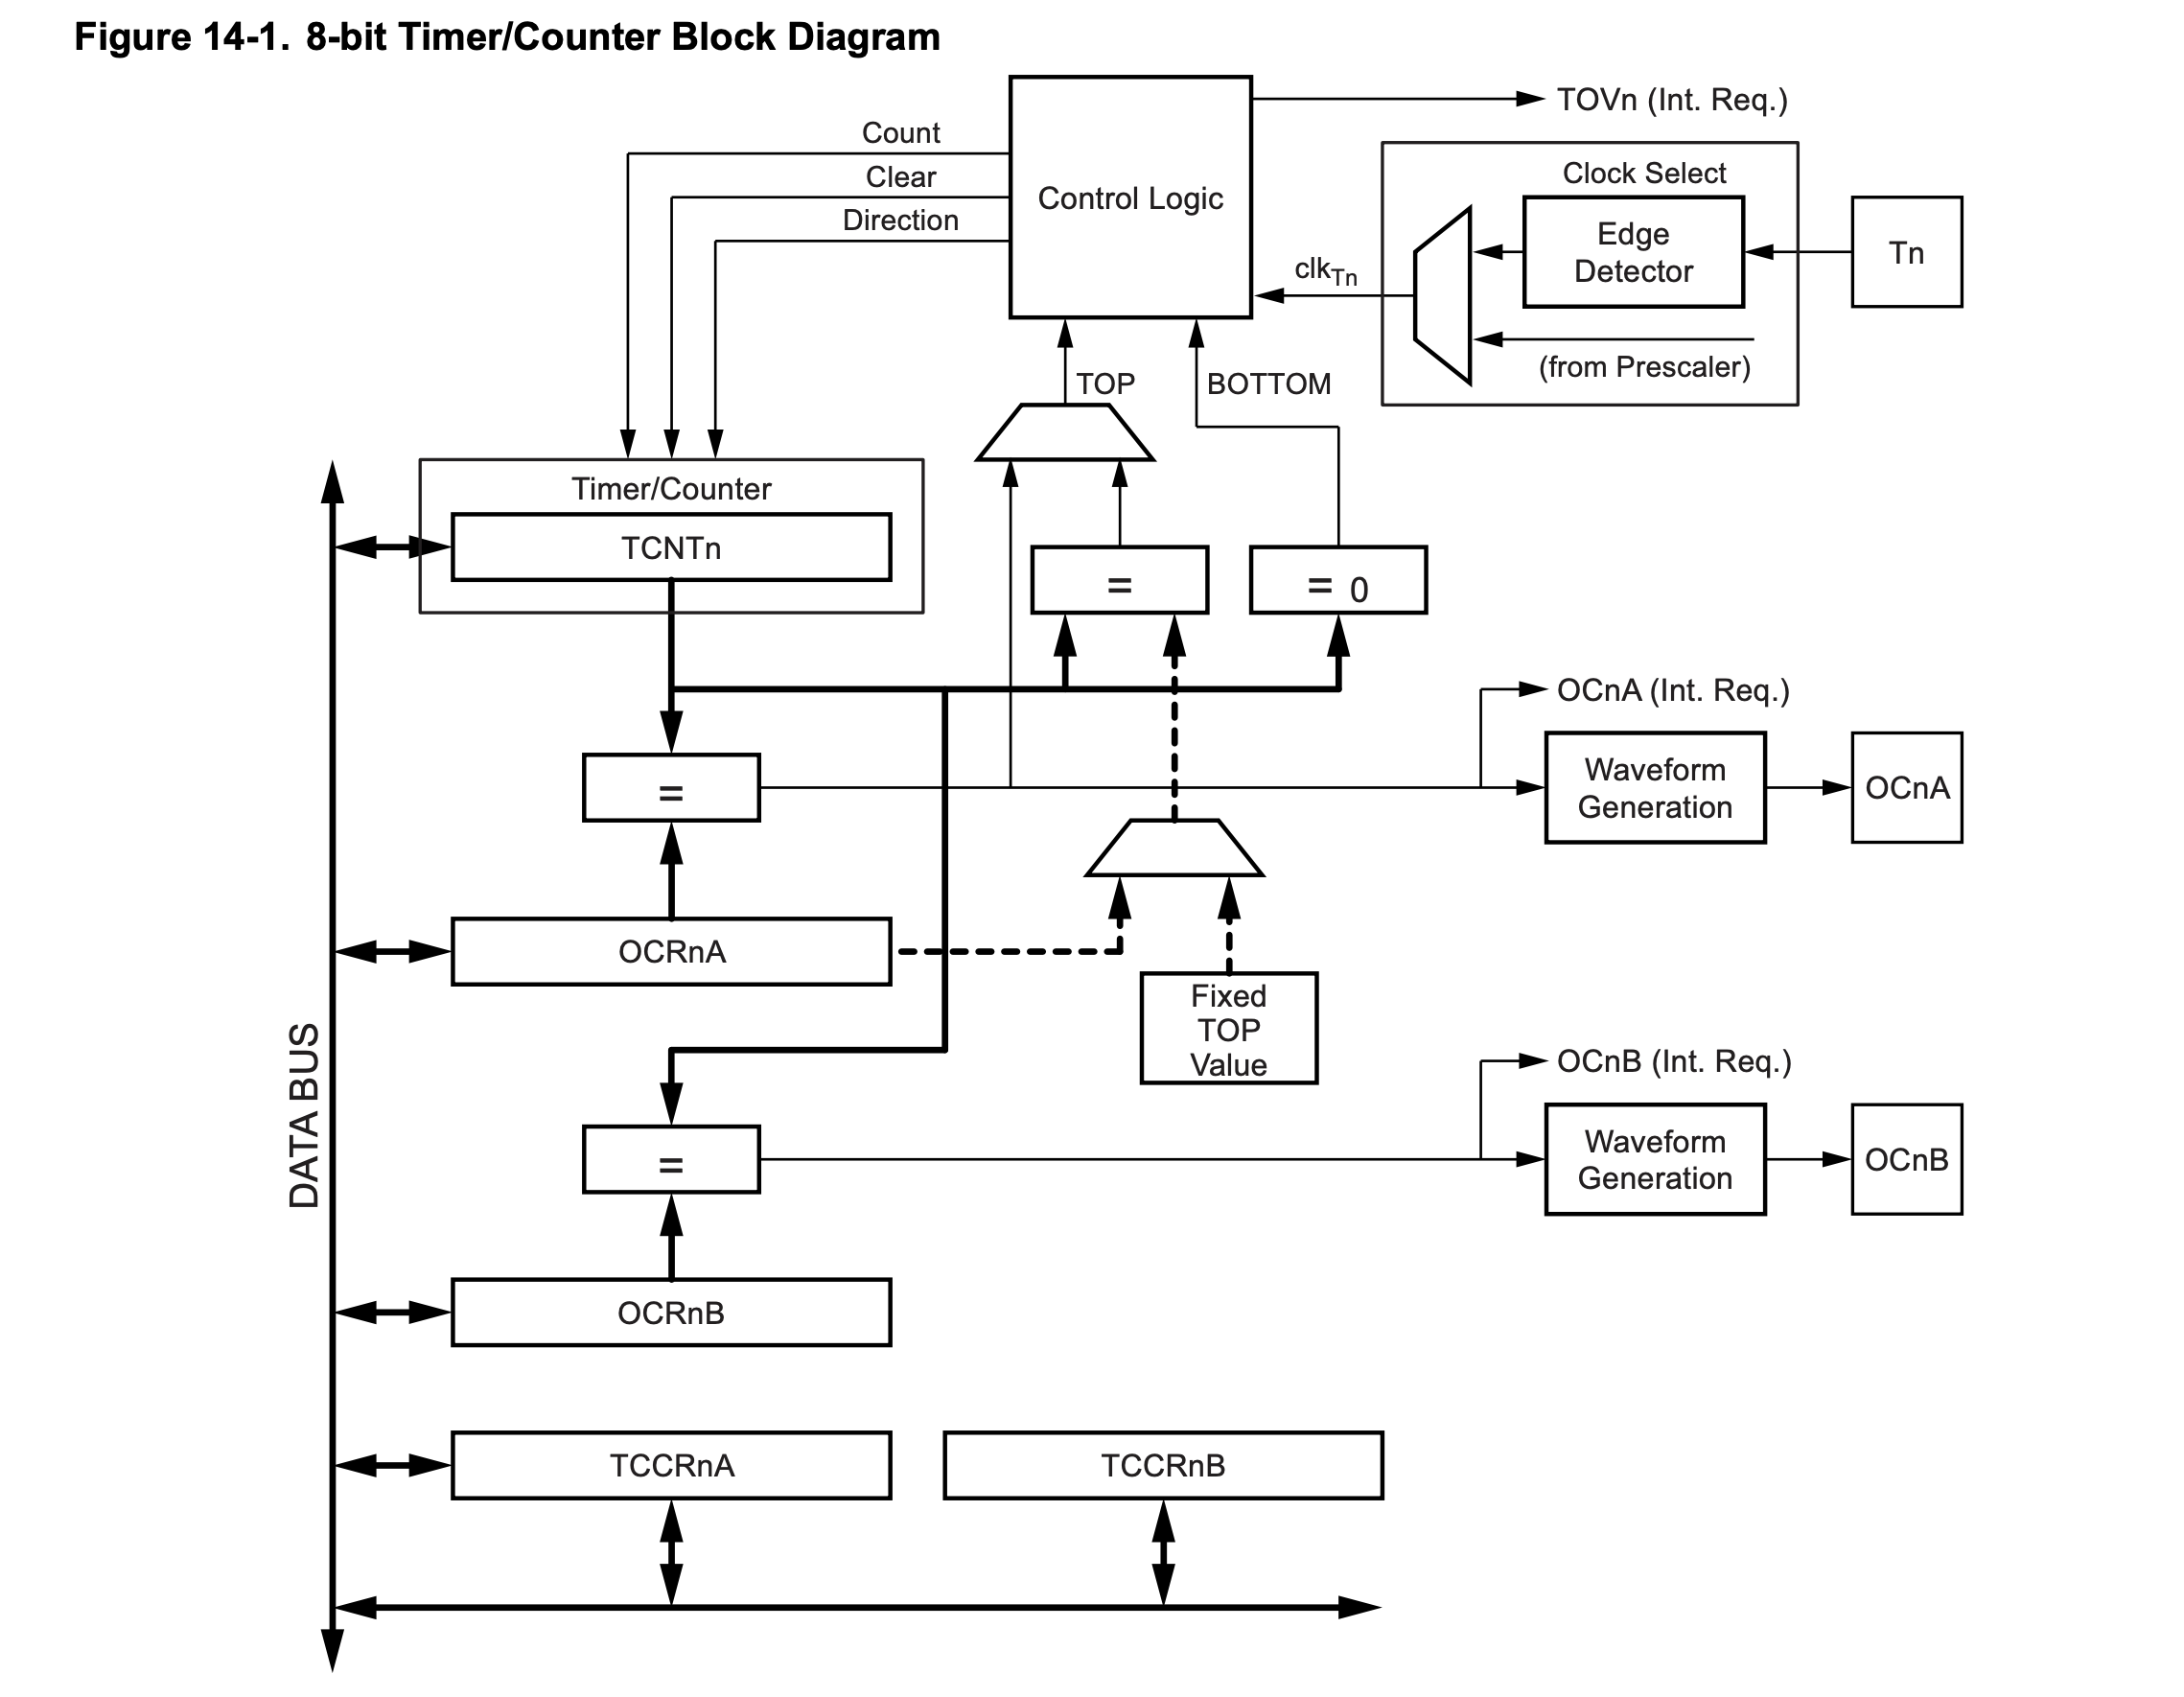 Figure 14-1. 8-bit Timer/Counter Block Diagram
TOVn (Int. Req.)
Count
Clear
Direction
Control Logic
Clock Select
Edge
Detector
Tn
clkTn
(from Prescaler)
TOP
BOTTOM
Timer/Counter
TCNTn
=
= 0
OCnA (Int. Req.)
=
Waveform
Generation
OCnA
OCRnA
Fixed
TOP
Value
DATA BUS
OCnB (Int. Req.)
=
Waveform
Generation
OCnB
OCRnB
TCCRnA
TCCRnB